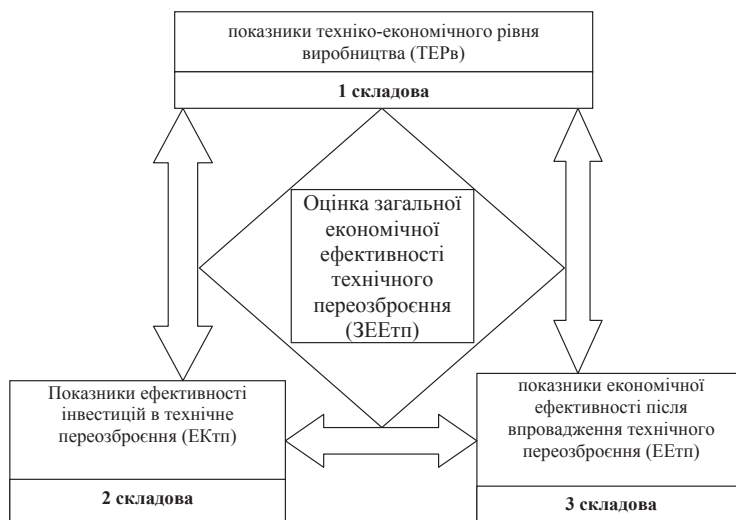 показники техніко-економічного рівня
виробництва (ТЕРв)
1 складова
Оцінка загальної
економічної
ефективності
технічного
переозброєння
(ЗЕЕтп)
Показники ефективності
інвестицій в технічне
переозброєння (ЕКтп)
2 складова
показники економічної
ефективності після
впровадження технічного
переозброєння (ЕЕтп)
3 складова